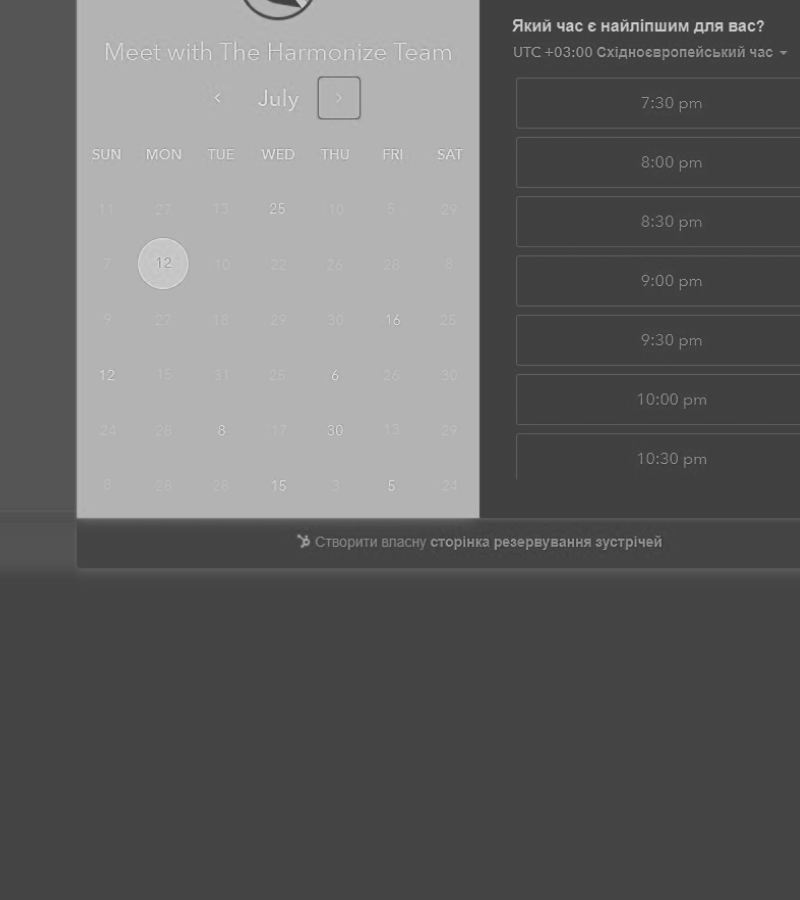 Meet with The Harmonize Team
July
SUN MON TUE WED THU FRI SAT
11 27 13 25 10 5 29
7 12 10 22 26 28 8
9 27 18 29 30 16 25
12 15 31 25 6 26 30
24 26 8 17 30 13 29
8 28 28 15 3 5 24
Який час є найліпшим для вас?
UTC +03:00 Східноєвропейський час
7:30 pm
8:00 pm
8:30 pm
9:00 pm
9:30 pm
10:00 pm
10:30 pm
Створити власну сторінка резервування зустрічей